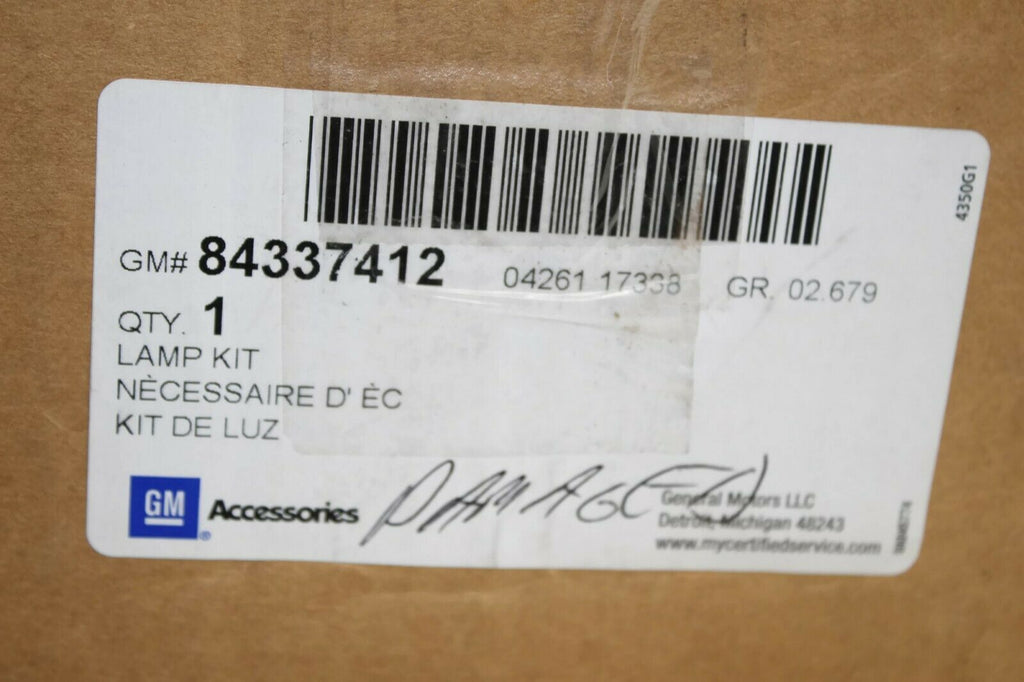 4350G1
GM# 84337412 04261 17338 GR. 02.679
QTY. 1
LAMP KIT
NÈCESSAIRE D' ÈC
KIT DE LUZ
GM Accessories
DAMAGED
General Motors LLC
Detroit, Michigan 48243
www.mycertifiedservice.com